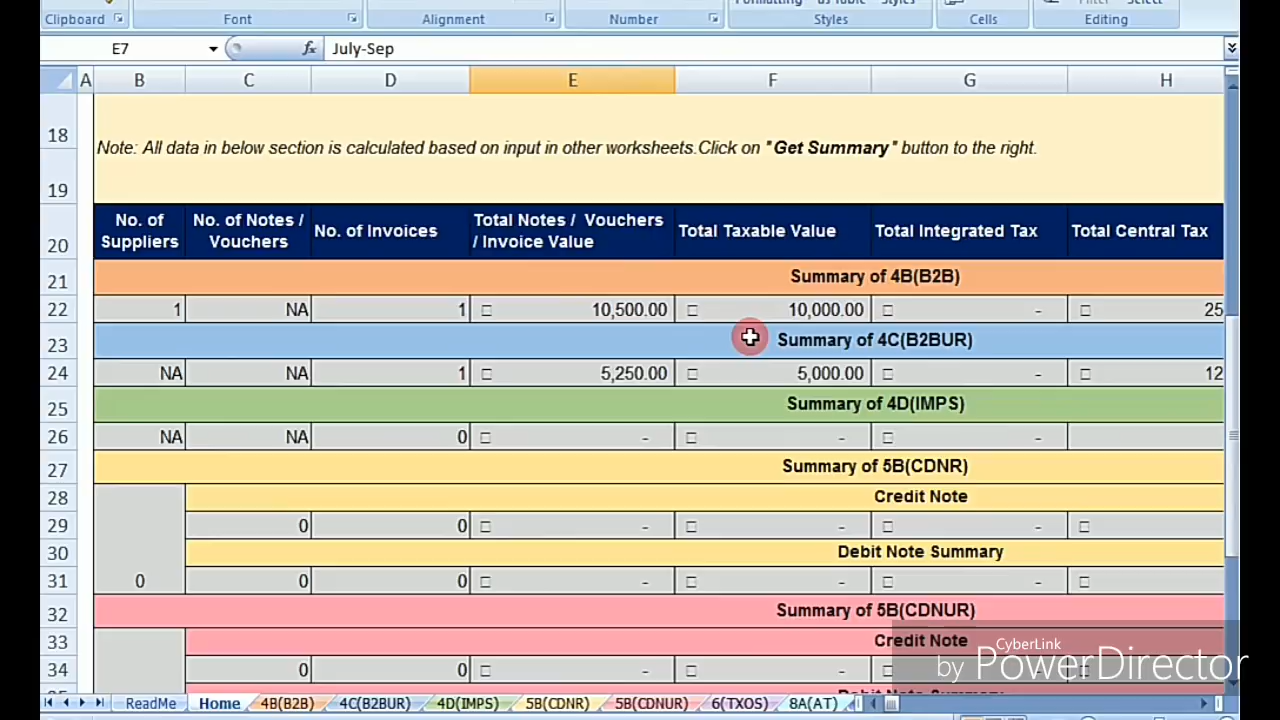 Clipboard Font Alignment Number Styles Cells Editing
E7 fx July-Sep
A B C D E F G H
18
Note: All data in below section is calculated based on input in other worksheets.Click on "Get Summary" button to the right.
19
No. of Suppliers No. of Notes / Vouchers No. of Invoices Total Notes / Vouchers / Invoice Value Total Taxable Value Total Integrated Tax Total Central Tax
20
21 Summary of 4B(B2B)
22 1 NA 1 10,500.00 10,000.00 - 25
23 Summary of 4C(B2BUR)
24 NA NA 1 5,250.00 5,000.00 - 12
25 Summary of 4D(IMPS)
26 NA NA 0 - - -
27 Summary of 5B(CDNR)
28 Credit Note
29 0 0 - - -
30 Debit Note Summary
31 0 0 0 - - -
32 Summary of 5B(CDNUR)
33 Credit Note
34 0 0 - - -
CyberLink
by PowerDirector
ReadMe Home 4B(B2B) 4C(B2BUR) 4D(IMPS) 5B(CDNR) 5B(CDNUR) 6(TXOS) 8A(AT)